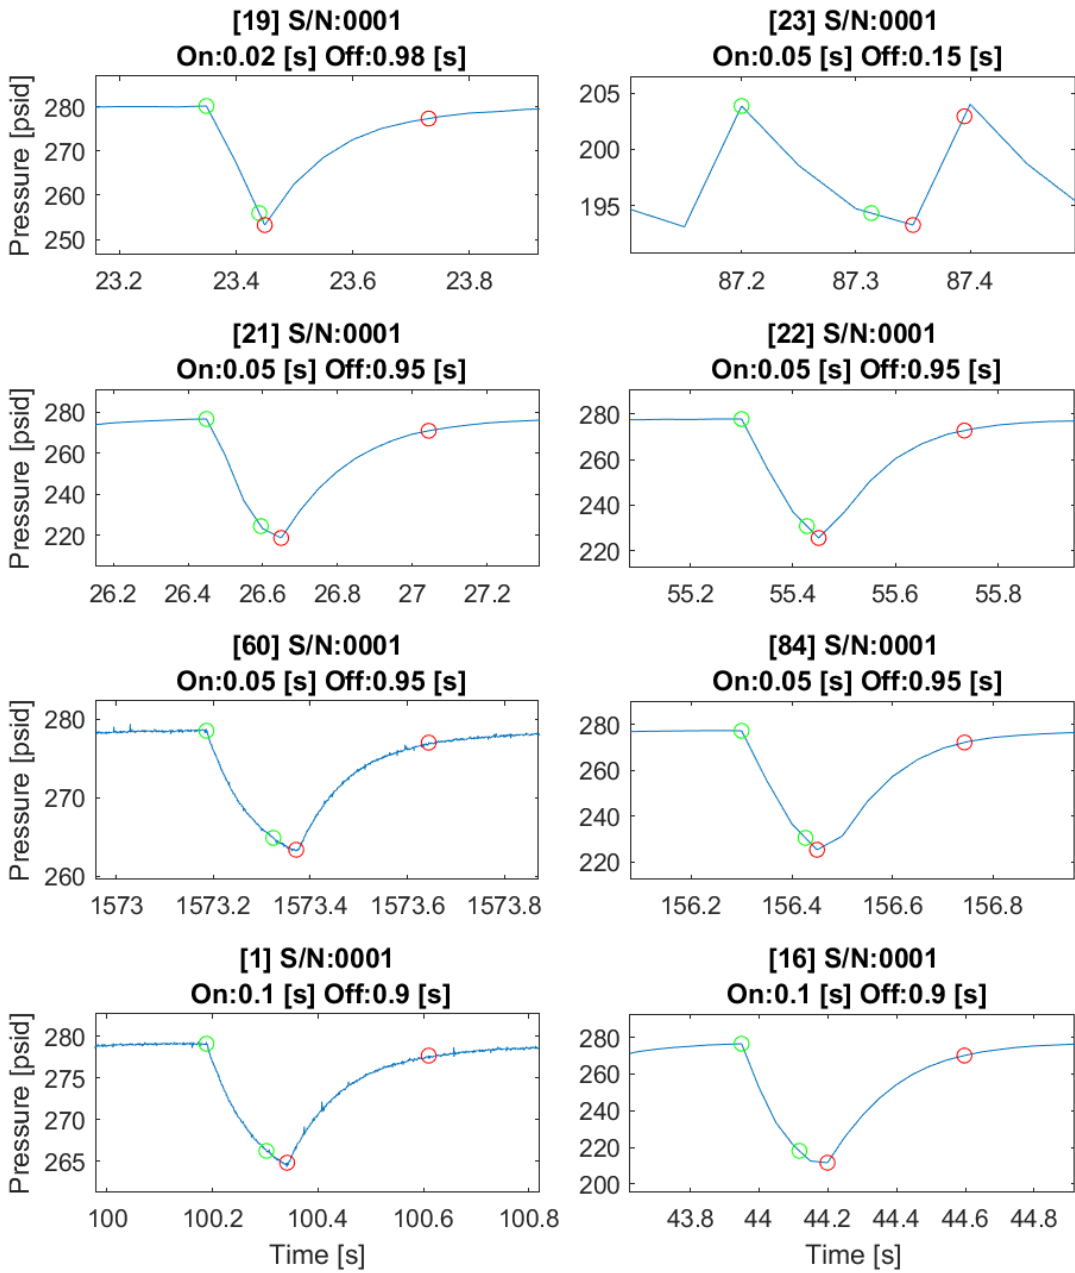 [19] S/N:0001
On:0.02 [s] Off:0.98 [s]
Pressure [psid]
280
270
260
250
23.2 23.4 23.6 23.8
[23] S/N:0001
On:0.05 [s] Off:0.15 [s]
205
200
195
87.2 87.3 87.4
[21] S/N:0001
On:0.05 [s] Off:0.95 [s]
Pressure [psid]
280
260
240
220
26.2 26.4 26.6 26.8 27 27.2
[22] S/N:0001
On:0.05 [s] Off:0.95 [s]
280
260
240
220
55.2 55.4 55.6 55.8
[60] S/N:0001
On:0.05 [s] Off:0.95 [s]
Pressure [psid]
280
270
260
1573 1573.2 1573.4 1573.6 1573.8
[84] S/N:0001
On:0.05 [s] Off:0.95 [s]
280
260
240
220
156.2 156.4 156.6 156.8
[1] S/N:0001
On:0.1 [s] Off:0.9 [s]
Pressure [psid]
280
275
270
265
100 100.2 100.4 100.6 100.8
Time [s]
[16] S/N:0001
On:0.1 [s] Off:0.9 [s]
280
260
240
220
200
43.8 44 44.2 44.4 44.6 44.8
Time [s]